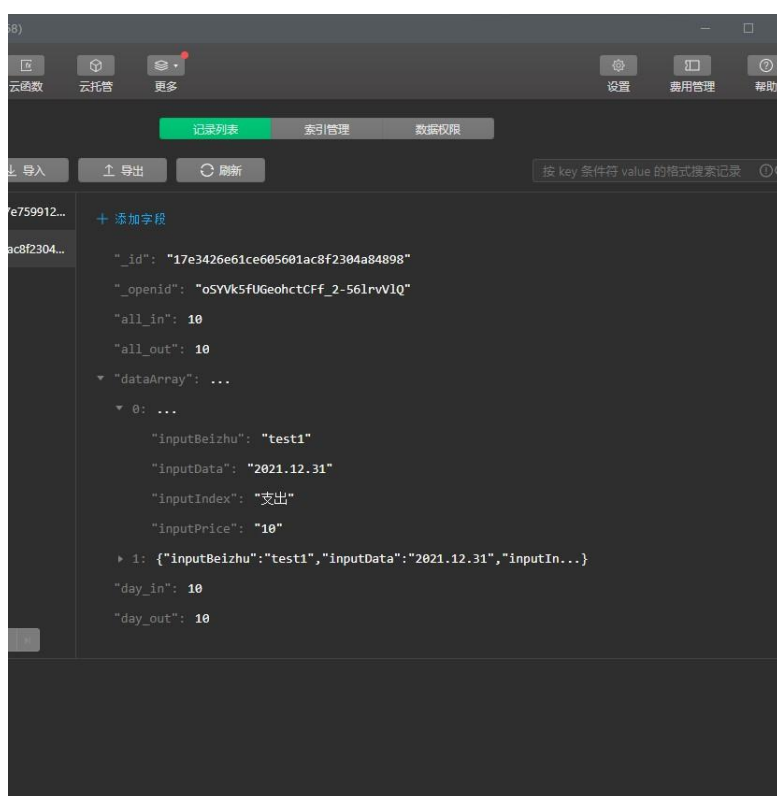 58)
云函数 云托管 更多 设置 费用管理 帮助
记录列表 索引管理 数据权限
导入 导出 刷新 按 key 条件符 value 的格式搜索记录
7e759912...
ac8f2304...
+ 添加字段
"_id": "17e3426e61ce605601ac8f2304a84898"
"_openid": "oSYVk5fUGeohctCFf_2-56lrvVlQ"
"all_in": 10
"all_out": 10
"dataArray": ...
0: ...
"inputBeizhu": "test1"
"inputData": "2021.12.31"
"inputIndex": "支出"
"inputPrice": "10"
1: {"inputBeizhu":"test1","inputData":"2021.12.31","inputIn...}
"day_in": 10
"day_out": 10